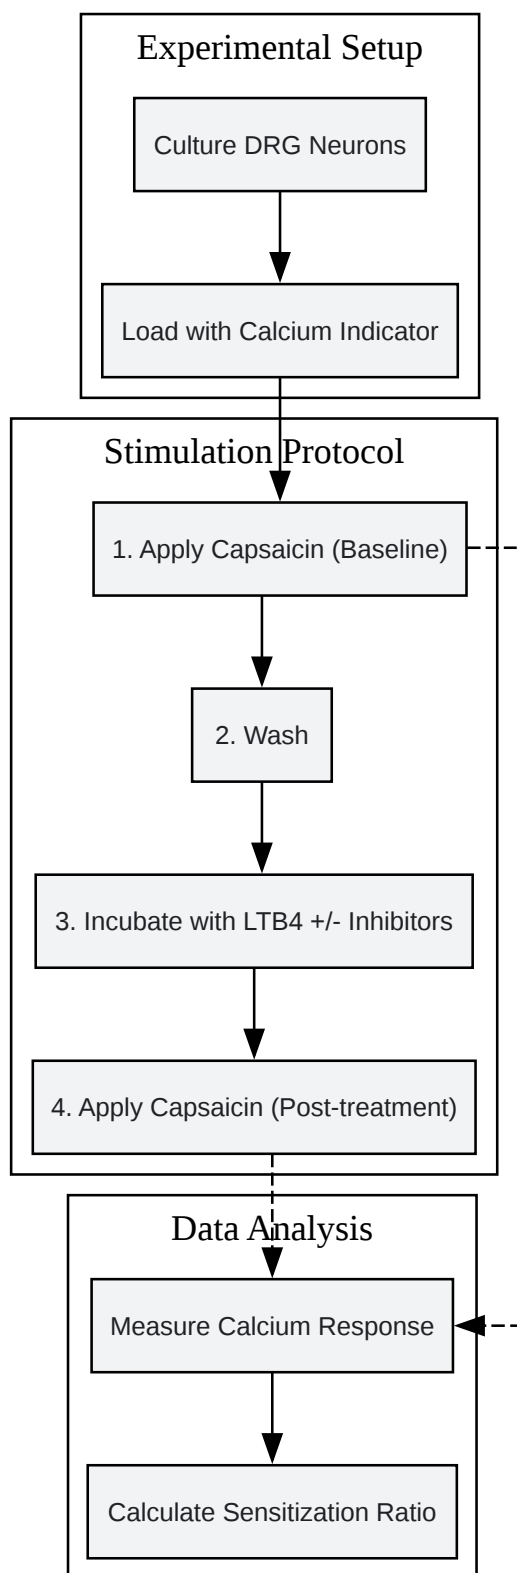 Experimental Setup
Culture DRG Neurons
Load with Calcium Indicator
Stimulation Protocol
1. Apply Capsaicin (Baseline)
2. Wash
3. Incubate with LTB4 +/- Inhibitors
4. Apply Capsaicin (Post-treatment)
Data Analysis
Measure Calcium Response
Calculate Sensitization Ratio